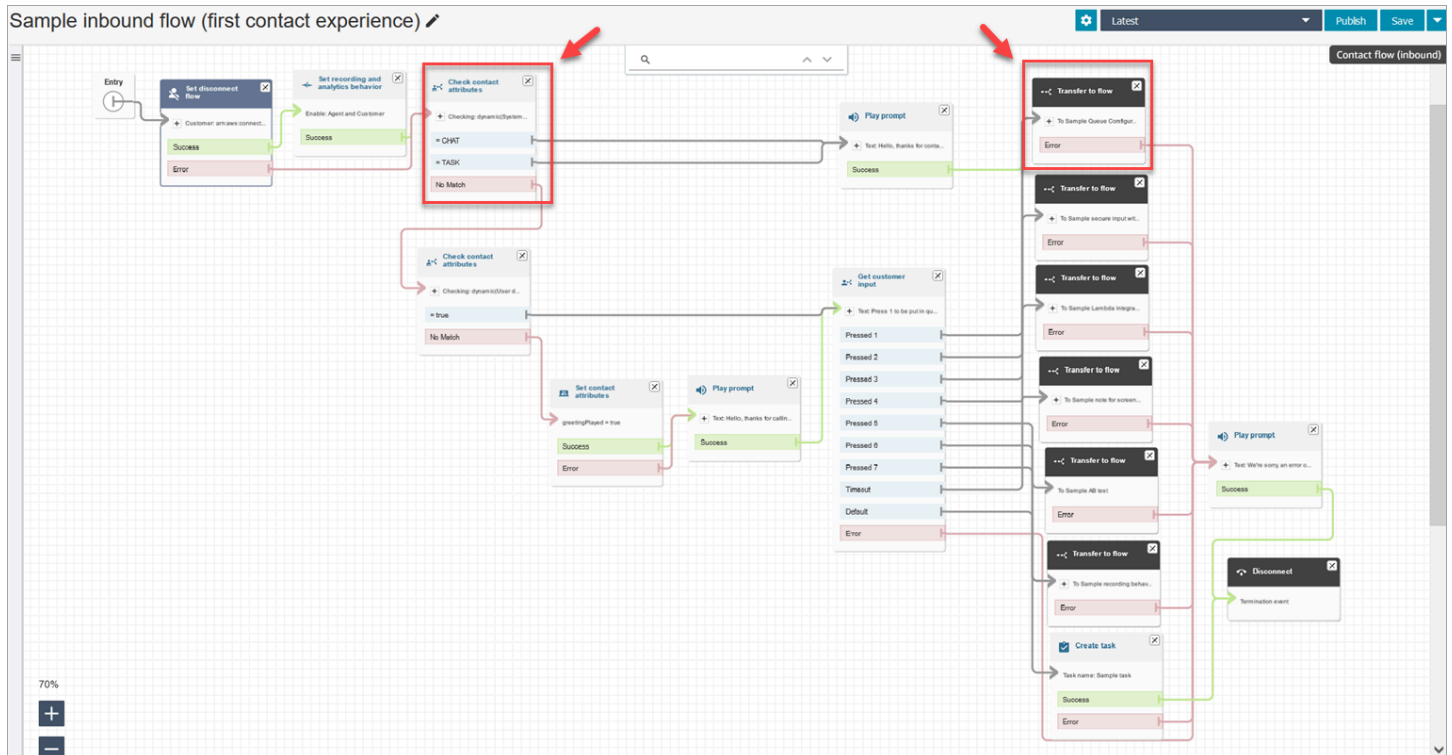 Sample inbound flow (first contact experience)
Latest
Publish
Save
Contact flow (inbound)
Entry
Set disconnect
flow
Customer: arn:aws:connect...
Success
Error
Set recording and
analytics behavior
Enable: Agent and Customer
Success
Check contact
attributes
Checking: dynamic(System...
= CHAT
= TASK
No Match
Play prompt
Text: Hello, thanks for conta...
Success
Transfer to flow
To Sample Queue Configur...
Error
Transfer to flow
To Sample secure input wit...
Error
Check contact
attributes
Checking: dynamic(User d...
= true
No Match
Get customer
input
Text: Press 1 to be put in qu...
Pressed 1
Pressed 2
Pressed 3
Pressed 4
Pressed 5
Pressed 6
Pressed 7
Timeout
Default
Error
Transfer to flow
To Sample Lambda integra...
Error
Transfer to flow
To Sample note for screen...
Error
Set contact
attributes
greetingPlayed = true
Success
Error
Play prompt
Text: Hello, thanks for callin...
Success
Transfer to flow
To Sample AB test
Error
Play prompt
Text: We're sorry, an error o...
Success
Transfer to flow
To Sample recording behav...
Error
Disconnect
Termination event
Create task
Task name: Sample task
Success
Error
70%